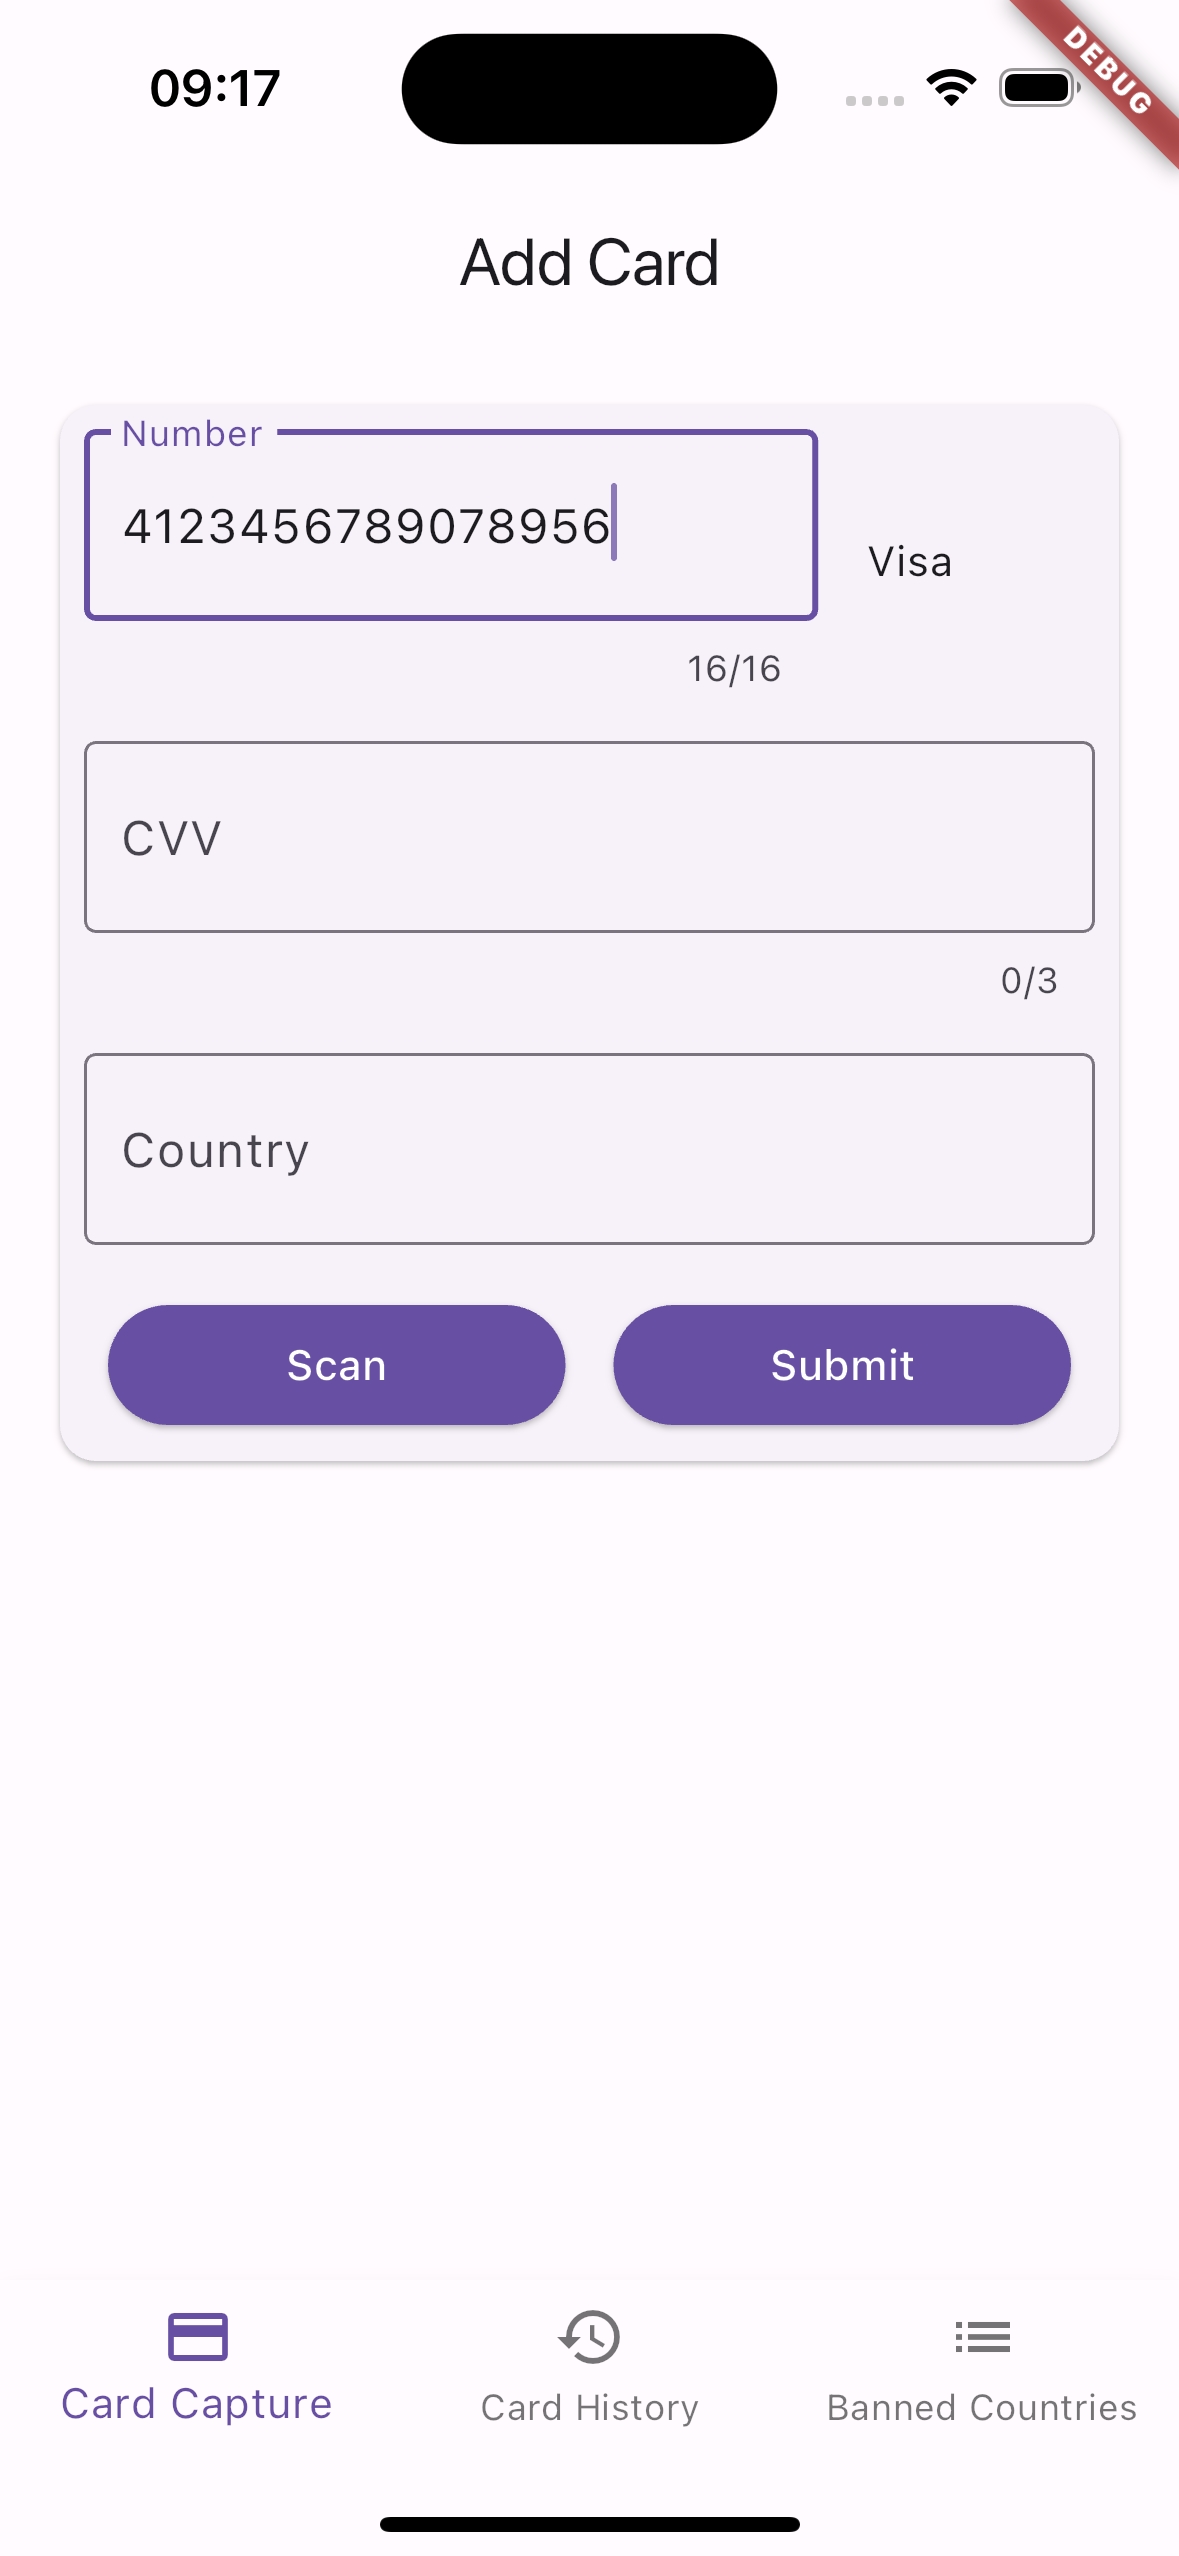 09:17
DEBUG
Add Card
Number
4123456789078956
Visa
16/16
CVV
0/3
Country
Scan
Submit
Card Capture
Card History
Banned Countries